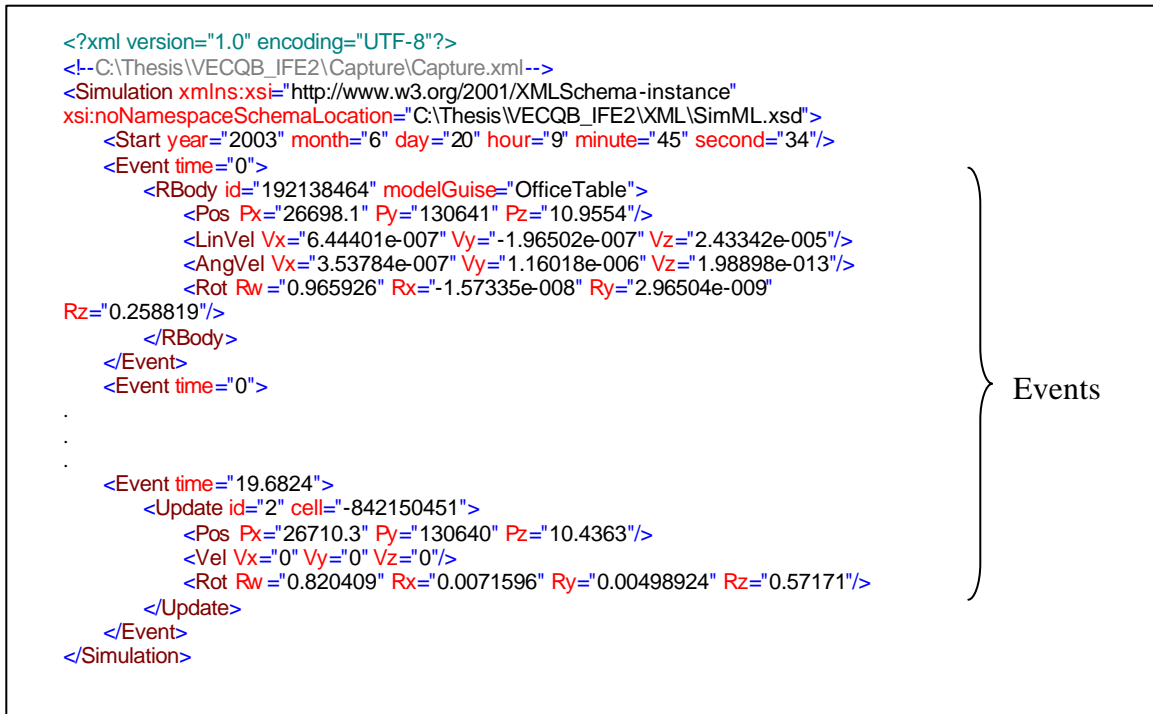 <?xml version="1.0" encoding="UTF-8"?>
<!--C:\Thesis\VECQB_IFE2\Capture\Capture.xml-->
<Simulation xmlns:xsi="http://www.w3.org/2001/XMLSchema-instance"
xsi:noNamespaceSchemaLocation="C:\Thesis\VECQB_IFE2\XML\SimML.xsd">
<Start year="2003" month="6" day="20" hour="9" minute="45" second="34"/>
<Event time="0">
<RBody id="192138464" modelGuise="OfficeTable">
<Pos Px="26698.1" Py="130641" Pz="10.9554"/>
<LinVel Vx="6.44401e-007" Vy="-1.96502e-007" Vz="2.43342e-005"/>
<AngVel Vx="3.53784e-007" Vy="1.16018e-006" Vz="1.98898e-013"/>
<Rot Rw="0.965926" Rx="-1.57335e-008" Ry="2.96504e-009"
Rz="0.258819"/>
</RBody>
</Event>
<Event time="0">
Events
.
.
.
<Event time="19.6824">
<Update id="2" cell="-842150451">
<Pos Px="26710.3" Py="130640" Pz="10.4363"/>
<Vel Vx="0" Vy="0" Vz="0"/>
<Rot Rw="0.820409" Rx="0.0071596" Ry="0.00498924" Rz="0.57171"/>
</Update>
</Event>
</Simulation>